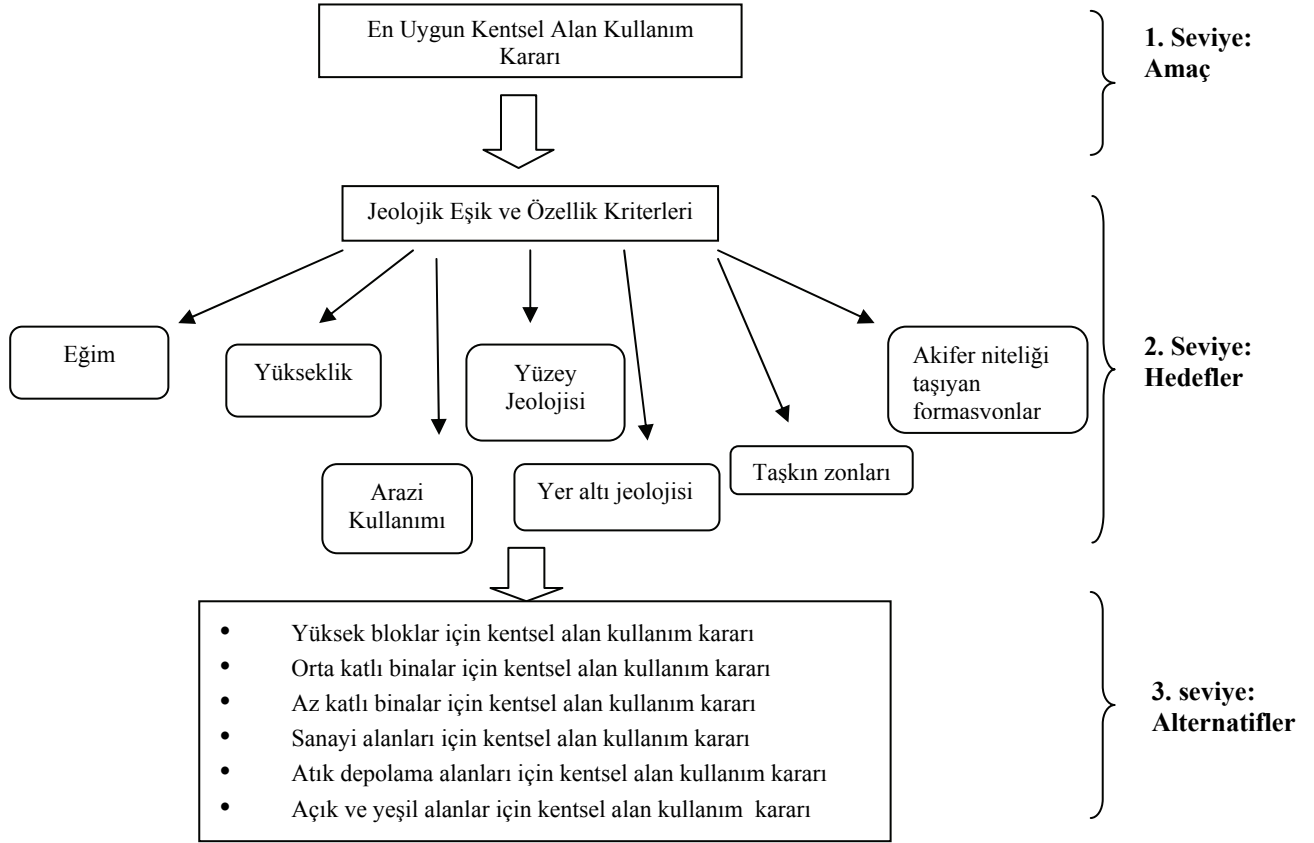 En Uygun Kentsel Alan Kullanım
Kararı
1. Seviye:
Amaç
Jeolojik Eşik ve Özellik Kriterleri
Eğim
Yükseklik
Yüzey
Jeolojisi
Akifer niteliği
taşıyan
formasvonlar
2. Seviye:
Hedefler
Arazi
Kullanımı
Yer altı jeolojisi
Taşkın zonları
• Yüksek bloklar için kentsel alan kullanım kararı
• Orta katlı binalar için kentsel alan kullanım kararı
• Az katlı binalar için kentsel alan kullanım kararı
• Sanayi alanları için kentsel alan kullanım kararı
• Atık depolama alanları için kentsel alan kullanım kararı
• Açık ve yeşil alanlar için kentsel alan kullanım kararı
3. seviye:
Alternatifler